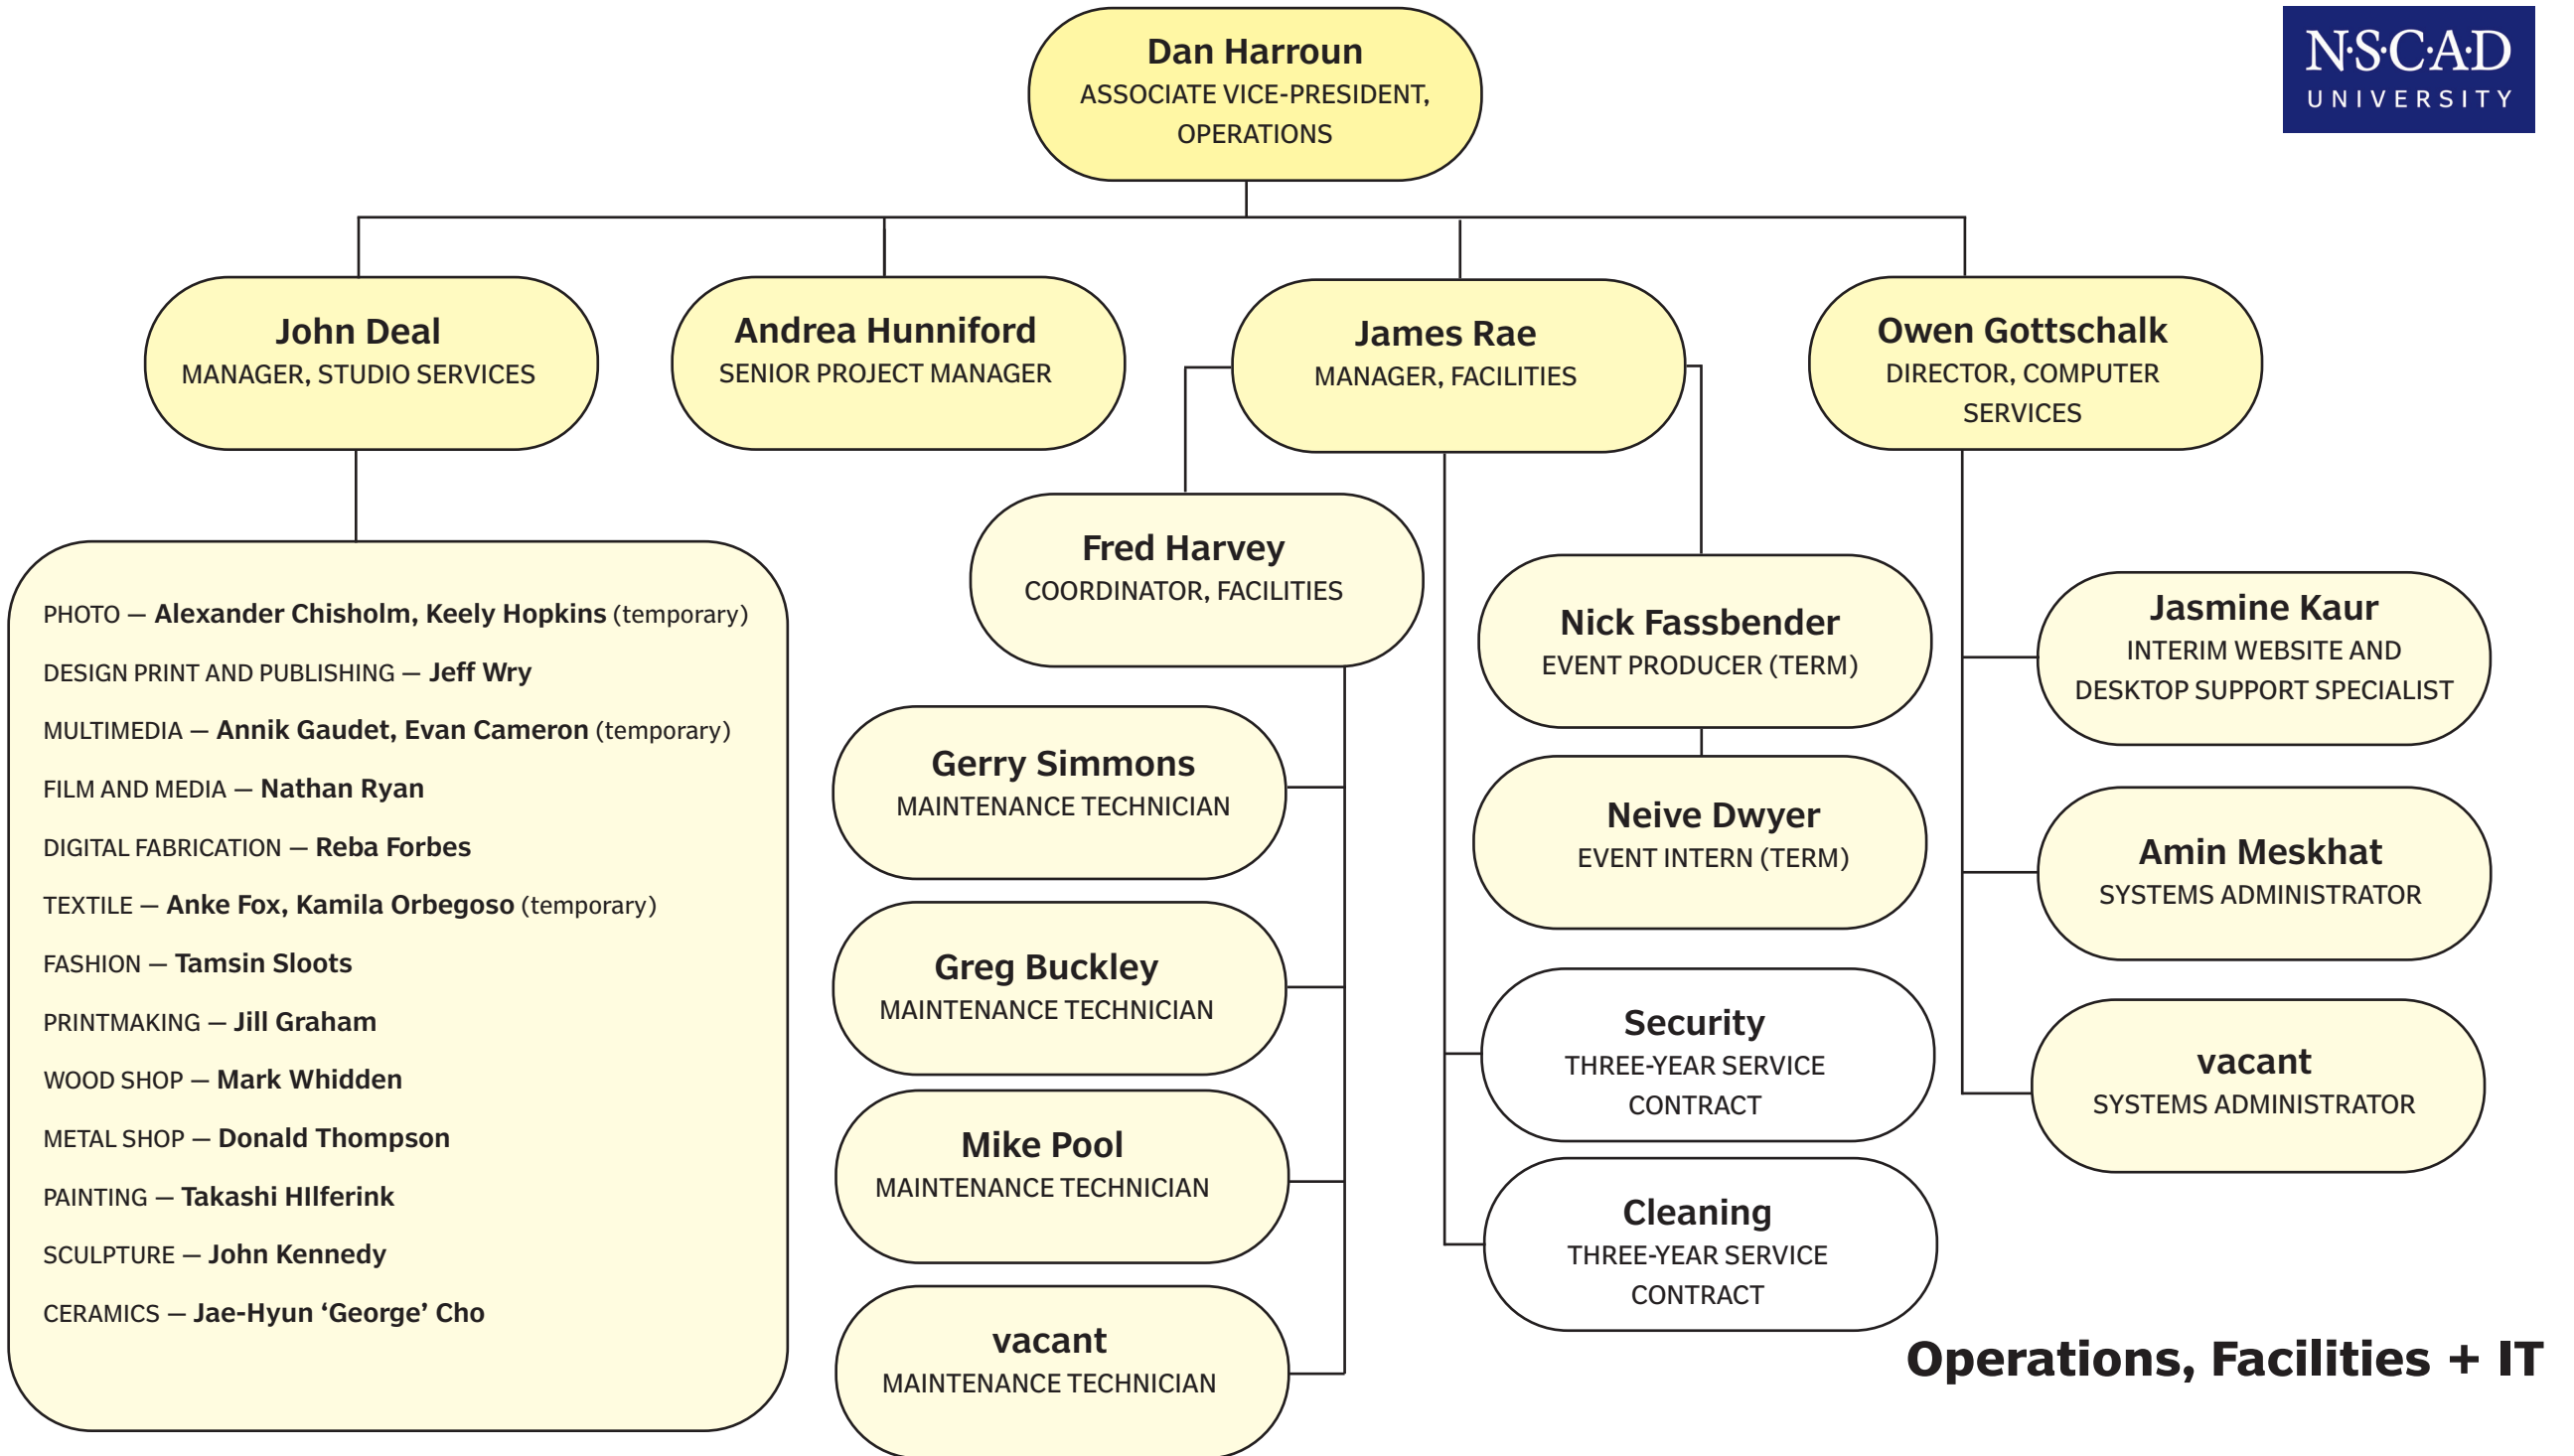 Dan Harroun
ASSOCIATE VICE-PRESIDENT,
OPERATIONS
N·S·C·A·D
UNIVERSITY
John Deal
MANAGER, STUDIO SERVICES
Andrea Hunniford
SENIOR PROJECT MANAGER
James Rae
MANAGER, FACILITIES
Owen Gottschalk
DIRECTOR, COMPUTER
SERVICES
PHOTO — Alexander Chisholm, Keely Hopkins (temporary)
DESIGN PRINT AND PUBLISHING — Jeff Wry
MULTIMEDIA — Annik Gaudet, Evan Cameron (temporary)
FILM AND MEDIA — Nathan Ryan
DIGITAL FABRICATION — Reba Forbes
TEXTILE — Anke Fox, Kamila Orbegoso (temporary)
FASHION — Tamsin Sloots
PRINTMAKING — Jill Graham
WOOD SHOP — Mark Whidden
METAL SHOP — Donald Thompson
PAINTING — Takashi HIlferink
SCULPTURE — John Kennedy
CERAMICS — Jae-Hyun ‘George’ Cho
Fred Harvey
COORDINATOR, FACILITIES
Gerry Simmons
MAINTENANCE TECHNICIAN
Greg Buckley
MAINTENANCE TECHNICIAN
Mike Pool
MAINTENANCE TECHNICIAN
vacant
MAINTENANCE TECHNICIAN
Nick Fassbender
EVENT PRODUCER (TERM)
Neive Dwyer
EVENT INTERN (TERM)
Security
THREE-YEAR SERVICE
CONTRACT
Cleaning
THREE-YEAR SERVICE
CONTRACT
Jasmine Kaur
INTERIM WEBSITE AND
DESKTOP SUPPORT SPECIALIST
Amin Meskhat
SYSTEMS ADMINISTRATOR
vacant
SYSTEMS ADMINISTRATOR
Operations, Facilities + IT